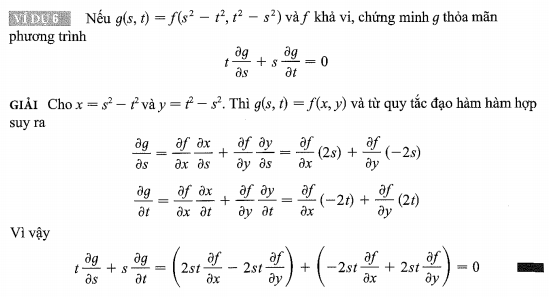 VÍ DỤ 6 Nếu g(s, t) = f(s² − t², t² − s²) và f khả vi, chứng minh g thỏa mãn
phương trình
t ∂g/∂s + s ∂g/∂t = 0
GIẢI Cho x = s² − t² và y = t² − s². Thì g(s, t) = f(x, y) và từ quy tắc đạo hàm hàm hợp
suy ra
∂g/∂s = ∂f/∂x ∂x/∂s + ∂f/∂y ∂y/∂s = ∂f/∂x (2s) + ∂f/∂y (−2s)
∂g/∂t = ∂f/∂x ∂x/∂t + ∂f/∂y ∂y/∂t = ∂f/∂x (−2t) + ∂f/∂y (2t)
Vì vậy
t ∂g/∂s + s ∂g/∂t = (2st ∂f/∂x − 2st ∂f/∂y) + (−2st ∂f/∂x + 2st ∂f/∂y) = 0